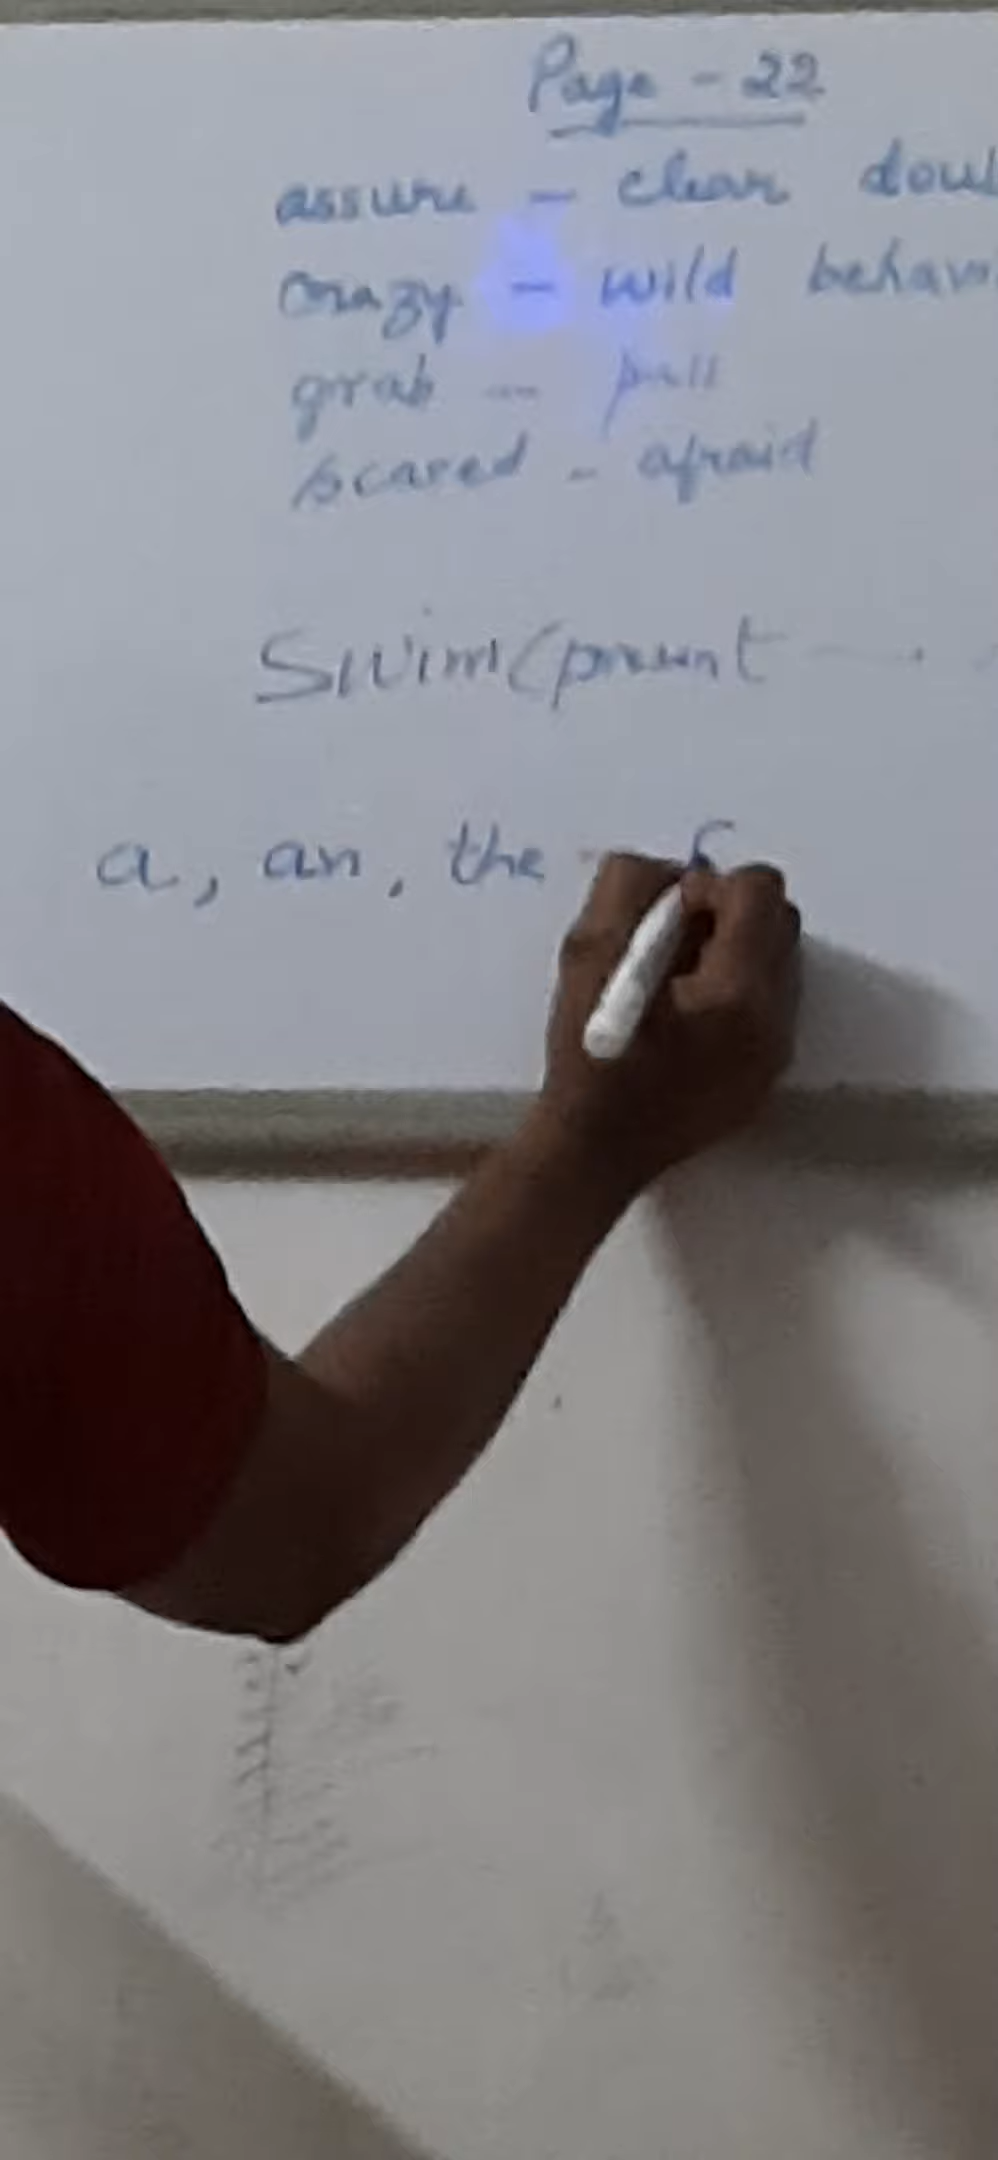 Page - 22
assure - clear
crazy - wild
grab - pull
scared - afraid
Swim (present
a, an, the -